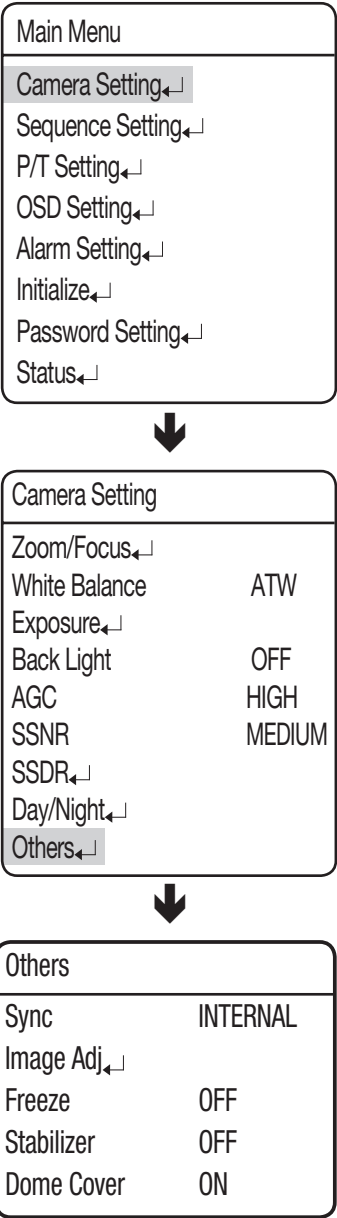 Main Menu
Camera Setting↵
Sequence Setting↵
P/T Setting↵
OSD Setting↵
Alarm Setting↵
Initialize↵
Password Setting↵
Status↵
Camera Setting
Zoom/Focus↵
White Balance ATW
Exposure↵
Back Light OFF
AGC HIGH
SSNR MEDIUM
SSDR↵
Day/Night↵
Others↵
Others
Sync INTERNAL
Image Adj↵
Freeze OFF
Stabilizer OFF
Dome Cover ON